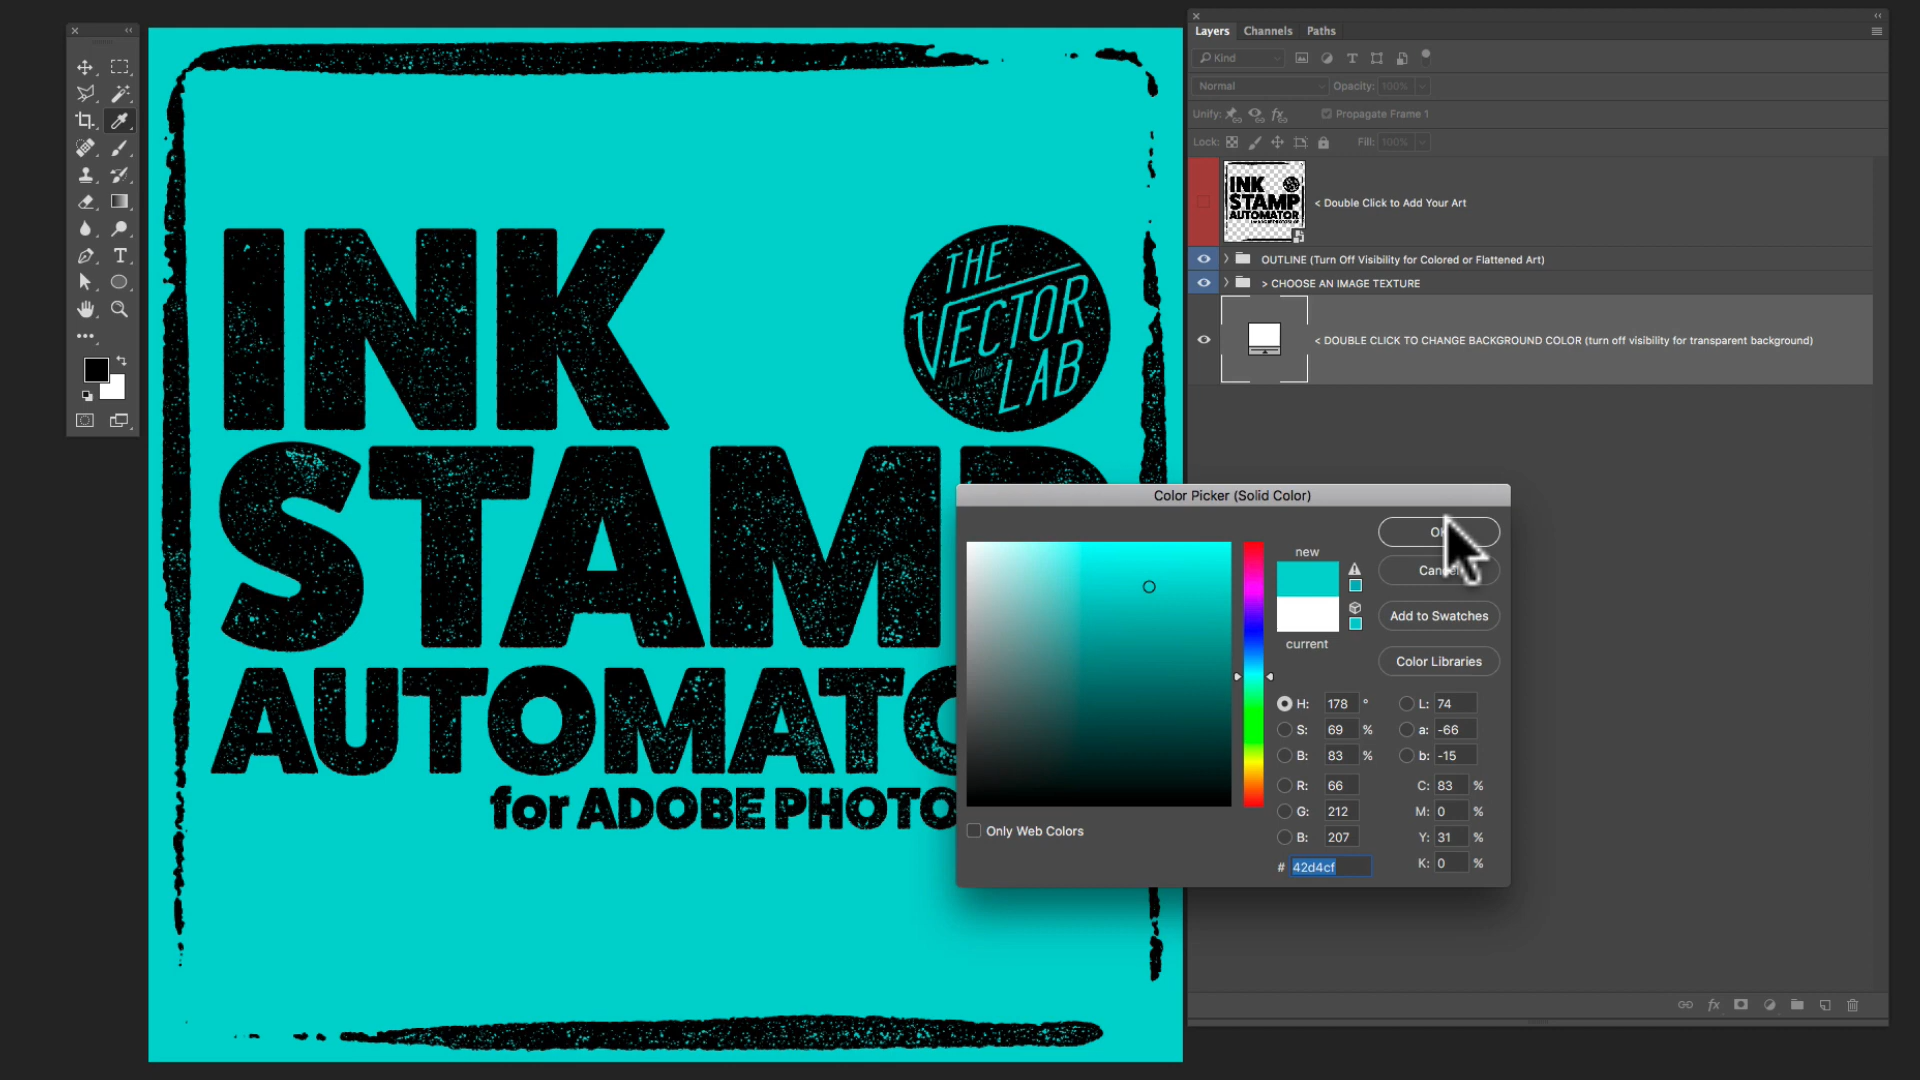 Layers Channels Paths
Kind
Normal Opacity: 100%
Unify: Propagate Frame 1
Lock: Fill: 100%
INK
STAMP
AUTOMATOR
< Double Click to Add Your Art
OUTLINE (Turn Off Visibility for Colored or Flattened Art)
> CHOOSE AN IMAGE TEXTURE
< DOUBLE CLICK TO CHANGE BACKGROUND COLOR (turn off visibility for transparent background)
INK
THE
VECTOR
LAB
STAMP
AUTOMATO
for ADOBE PHOTO
Color Picker (Solid Color)
new
current
Cancel
Add to Swatches
Color Libraries
H: 178 ° L: 74
S: 69 % a: -66
B: 83 % b: -15
R: 66 C: 83 %
G: 212 M: 0 %
B: 207 Y: 31 %
# 42d4cf K: 0 %
Only Web Colors